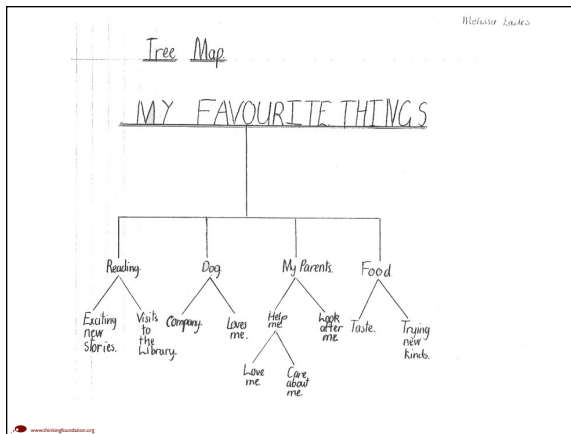 Melissa
Tree Map
MY FAVOURITE THINGS
Reading
Dog
My Parents.
Food
Exciting
new
stories.
Visits
to
the
Library.
Company.
Loves
me.
Help
me
Look
after
me
Taste.
Trying
new
kinds.
Love
me
Care
about
me.
www.thinkingfoundation.org